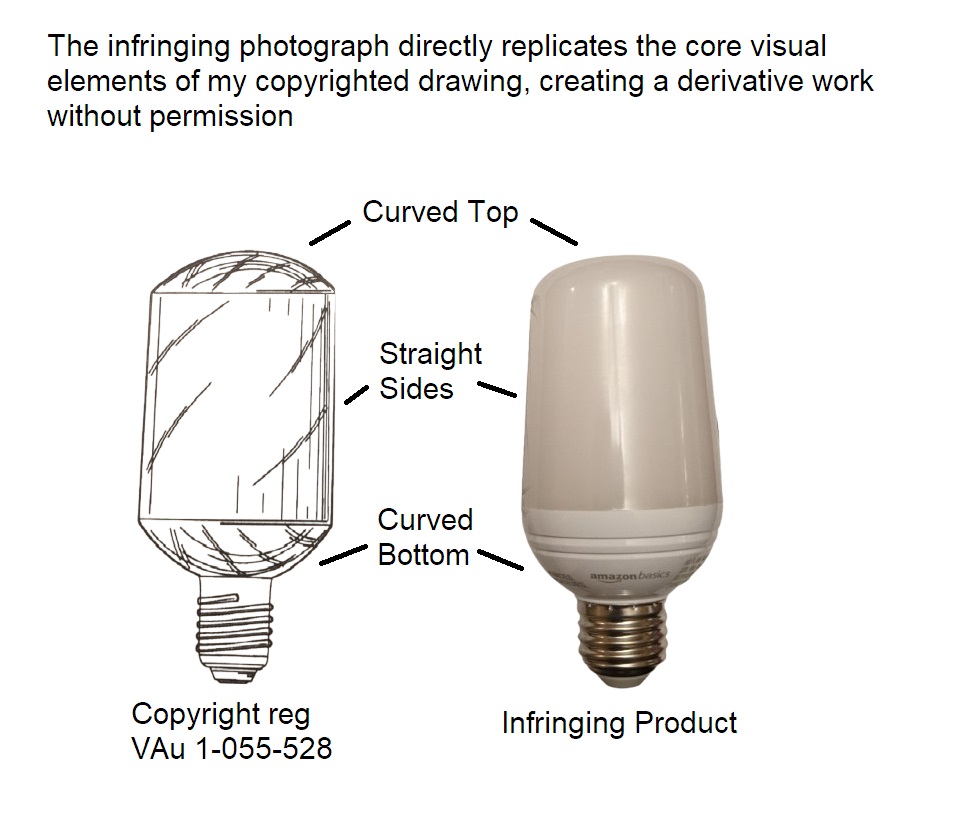 The infringing photograph directly replicates the core visual
elements of my copyrighted drawing, creating a derivative work
without permission
Curved Top
Straight
Sides
Curved
Bottom
amazonbasics
Copyright reg
VAu 1-055-528
Infringing Product